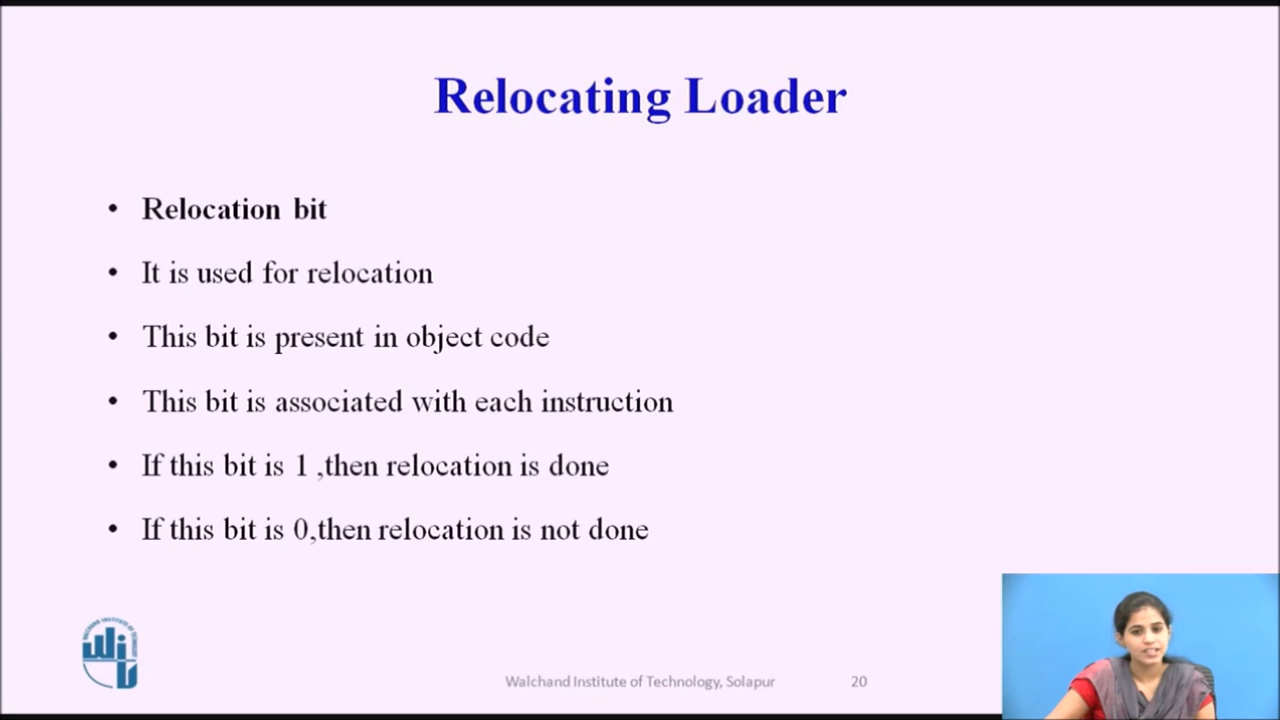 Relocating Loader
• Relocation bit
• It is used for relocation
• This bit is present in object code
• This bit is associated with each instruction
• If this bit is 1 ,then relocation is done
• If this bit is 0,then relocation is not done
Walchand Institute of Technology, Solapur 20